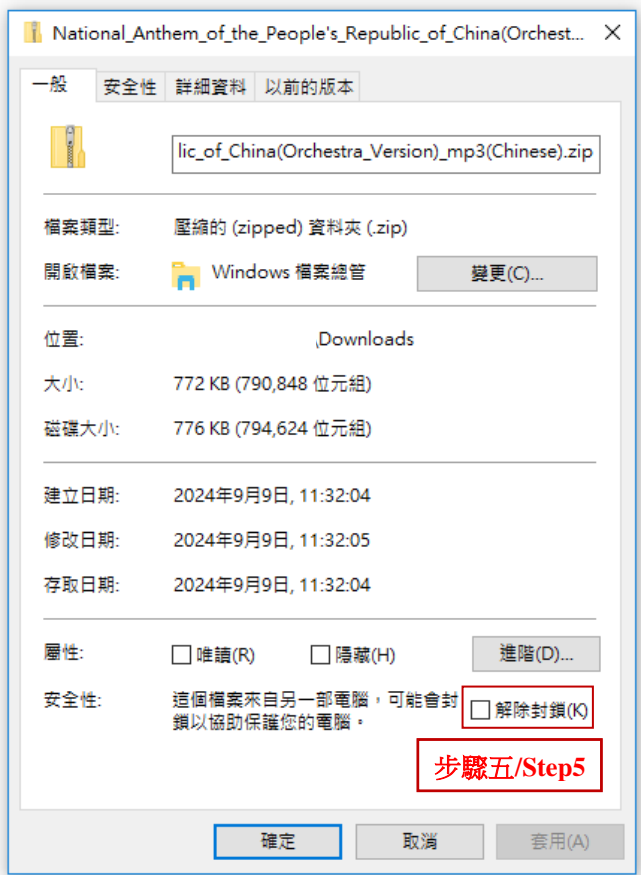 National_Anthem_of_the_People's_Republic_of_China(Orchest...
一般 安全性 詳細資料 以前的版本
lic_of_China(Orchestra_Version)_mp3(Chinese).zip
檔案類型: 壓縮的 (zipped) 資料夾 (.zip)
開啟檔案: Windows 檔案總管 變更(C)...
位置: \Downloads
大小: 772 KB (790,848 位元組)
磁碟大小: 776 KB (794,624 位元組)
建立日期: 2024年9月9日, 11:32:04
修改日期: 2024年9月9日, 11:32:05
存取日期: 2024年9月9日, 11:32:04
屬性: 唯讀(R) 隱藏(H) 進階(D)...
安全性: 這個檔案來自另一部電腦，可能會封
鎖以協助保護您的電腦。
解除封鎖(K)
步驟五/Step5
確定 取消 套用(A)